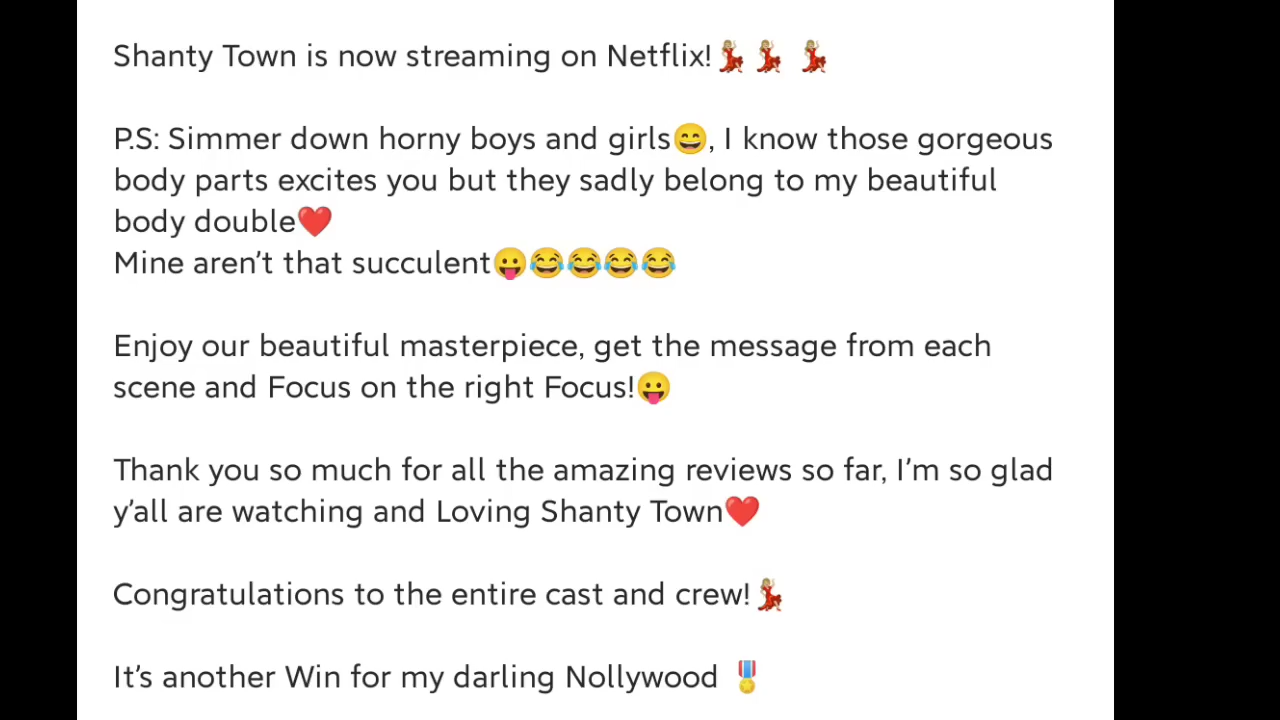 Shanty Town is now streaming on Netflix!💃🏼💃🏼 💃🏼
P.S: Simmer down horny boys and girls😄, I know those gorgeous
body parts excites you but they sadly belong to my beautiful
body double❤️
Mine aren’t that succulent😛😂😂😂😂
Enjoy our beautiful masterpiece, get the message from each
scene and Focus on the right Focus!😛
Thank you so much for all the amazing reviews so far, I’m so glad
y’all are watching and Loving Shanty Town❤️
Congratulations to the entire cast and crew!💃🏼
It’s another Win for my darling Nollywood 🎖️